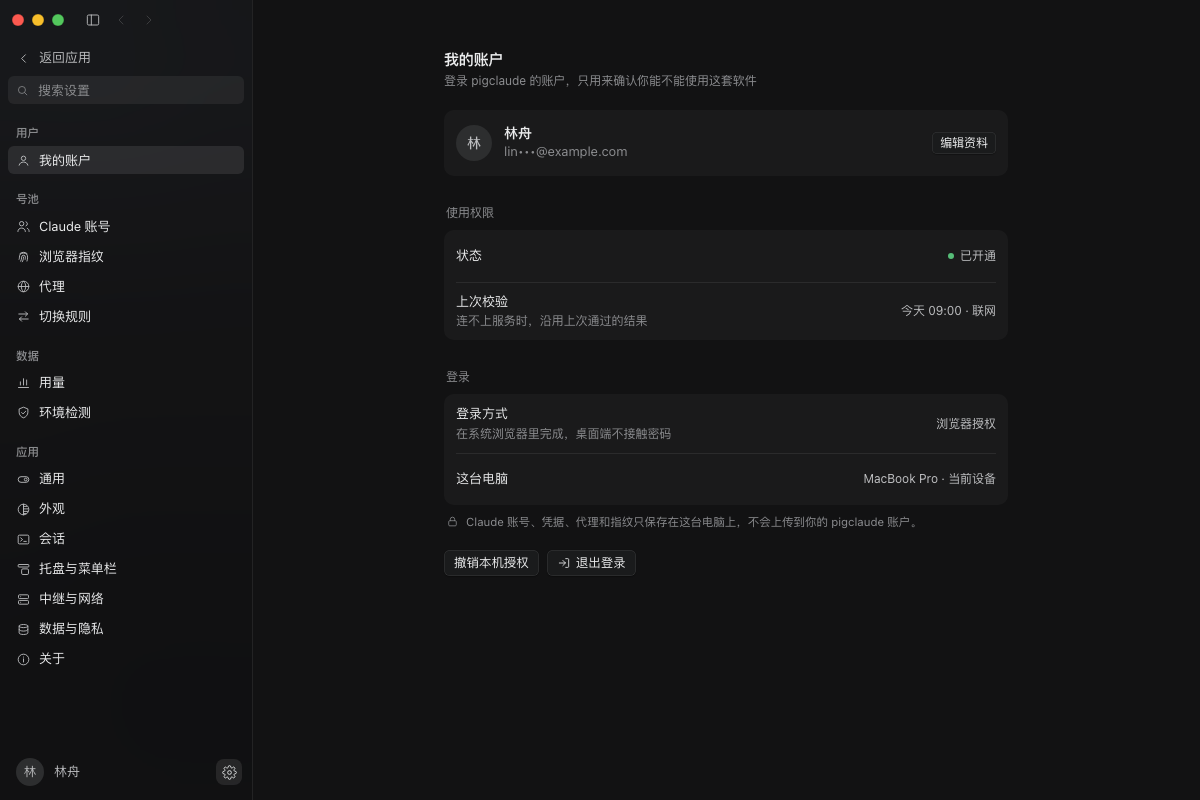 返回应用
搜索设置
用户
我的账户
号池
Claude 账号
浏览器指纹
代理
切换规则
数据
用量
环境检测
应用
通用
外观
会话
托盘与菜单栏
中继与网络
数据与隐私
关于
林 林舟
我的账户
登录 pigclaude 的账户，只用来确认你能不能使用这套软件
林
林舟
lin•••@example.com
编辑资料
使用权限
状态
已开通
上次校验
连不上服务时，沿用上次通过的结果
今天 09:00 · 联网
登录
登录方式
在系统浏览器里完成，桌面端不接触密码
浏览器授权
这台电脑
MacBook Pro · 当前设备
Claude 账号、凭据、代理和指纹只保存在这台电脑上，不会上传到你的 pigclaude 账户。
撤销本机授权
退出登录